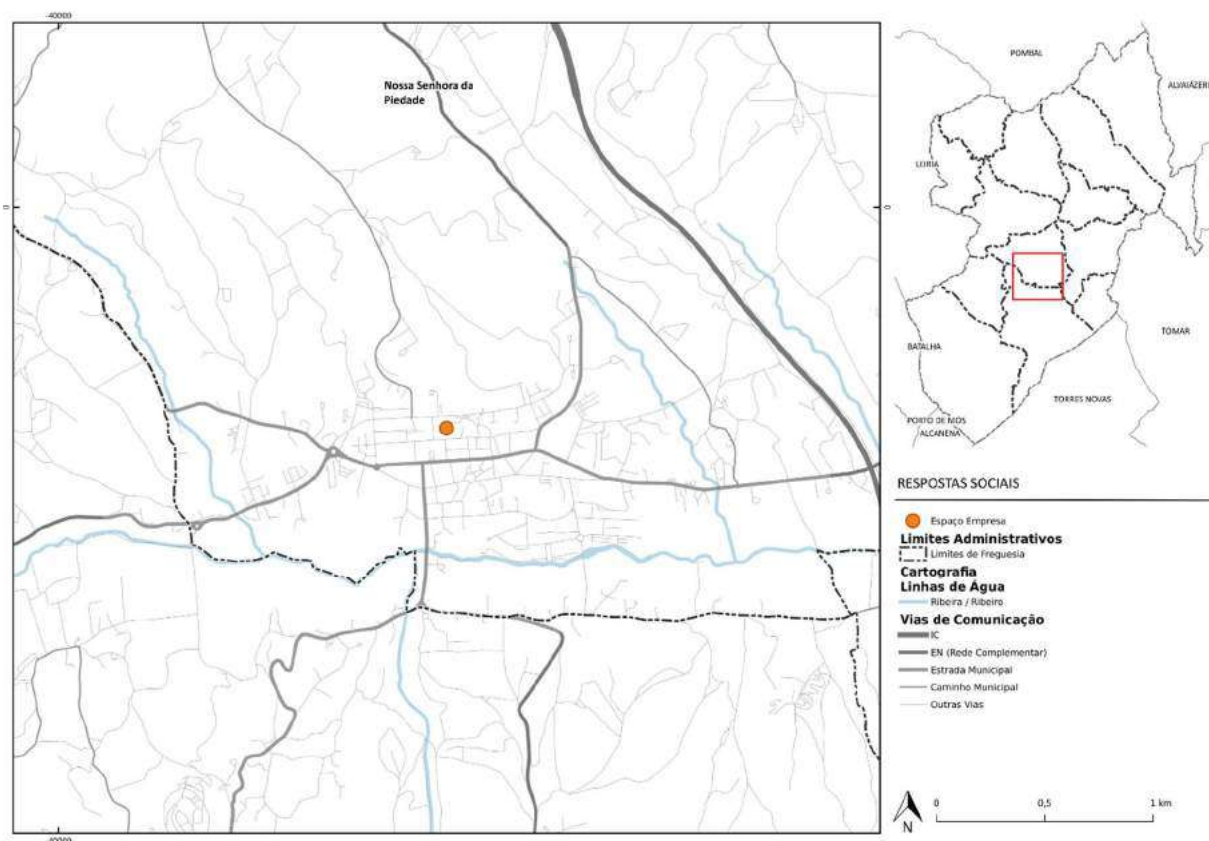 -40000
Nossa Senhora da
Piedade
0
0
-40000
POMBAL
ALVAIÁZERE
LEIRIA
TOMAR
BATALHA
TORRES NOVAS
PORTO DE MÓS
ALCANENA
RESPOSTAS SOCIAIS
Espaço Empresa
Limites Administrativos
Limites de Freguesia
Cartografia
Linhas de Água
Ribeira / Ribeiro
Vias de Comunicação
IC
EN (Rede Complementar)
Estrada Municipal
Caminho Municipal
Outras Vias
N
0
0,5
1 km